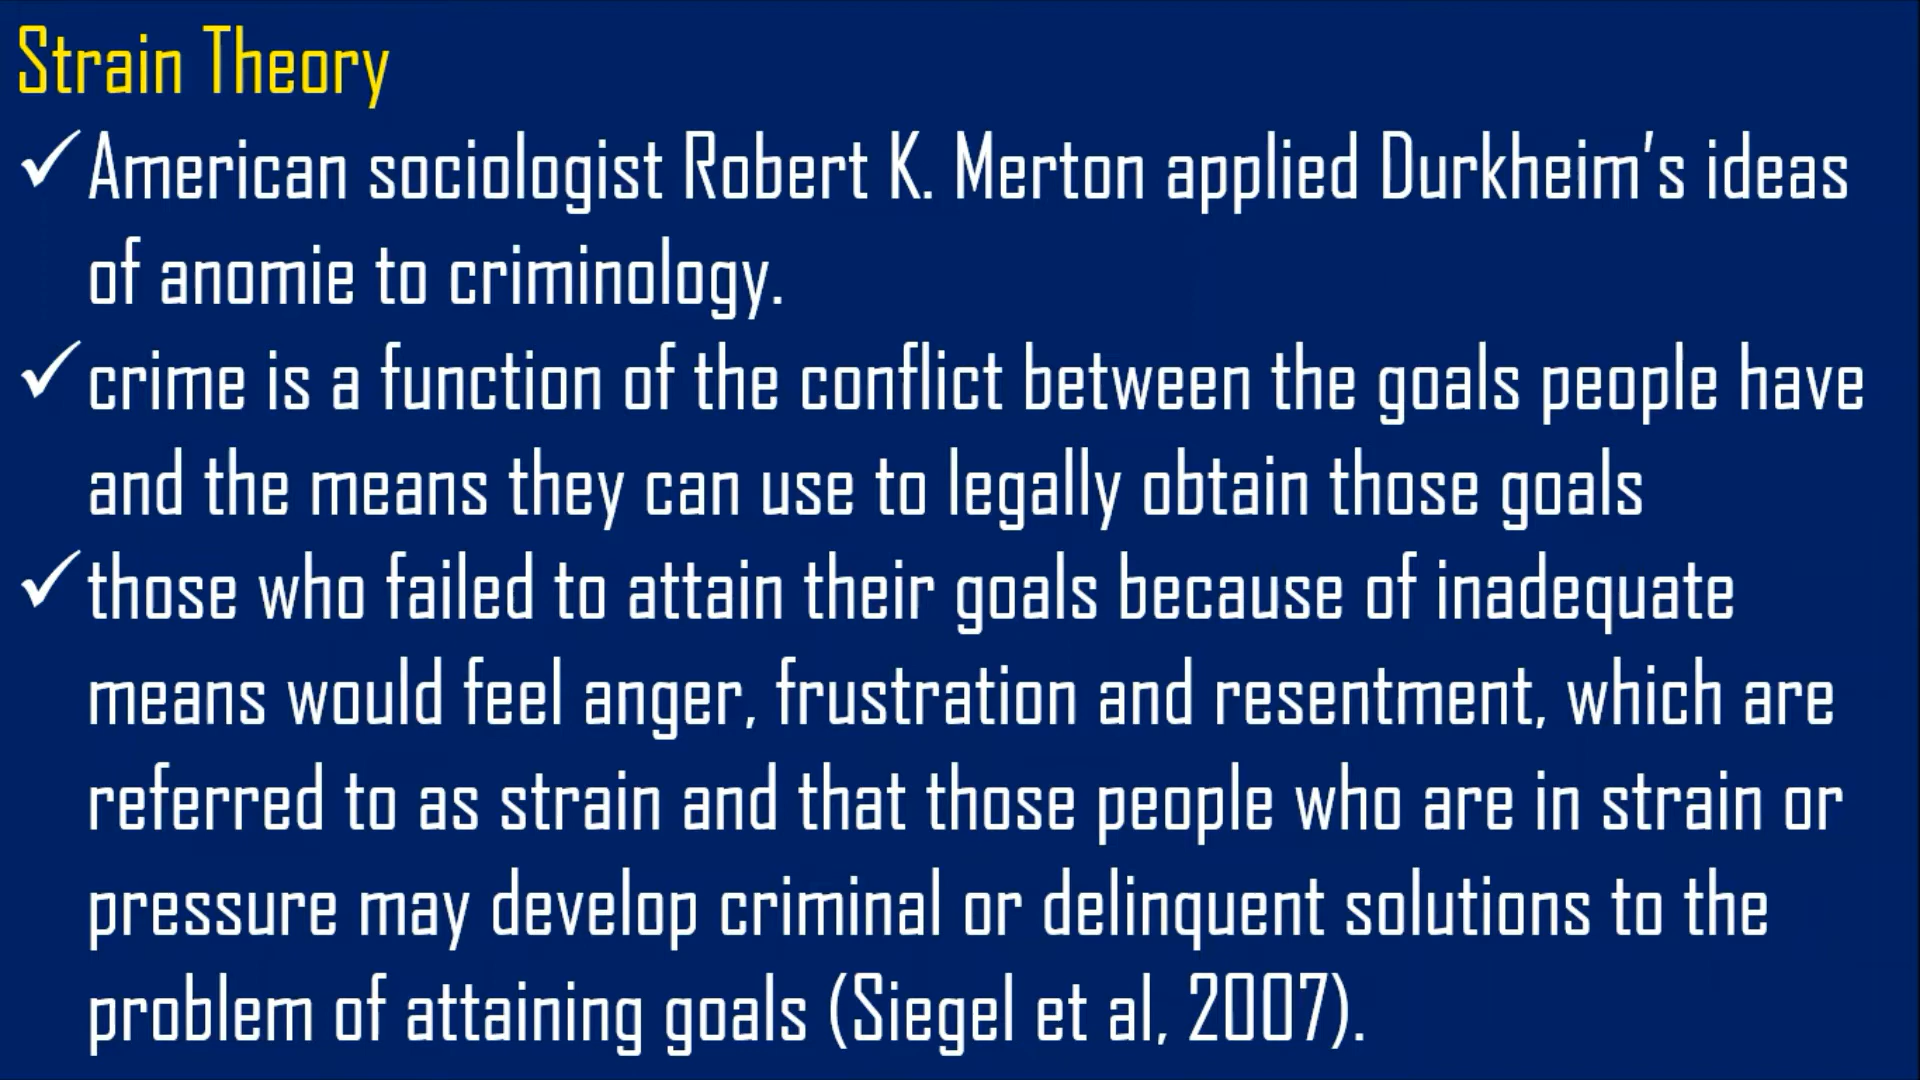 Strain Theory
✓ American sociologist Robert K. Merton applied Durkheim's ideas
of anomie to criminology.
✓ crime is a function of the conflict between the goals people have
and the means they can use to legally obtain those goals
✓ those who failed to attain their goals because of inadequate
means would feel anger, frustration and resentment, which are
referred to as strain and that those people who are in strain or
pressure may develop criminal or delinquent solutions to the
problem of attaining goals (Siegel et al, 2007).